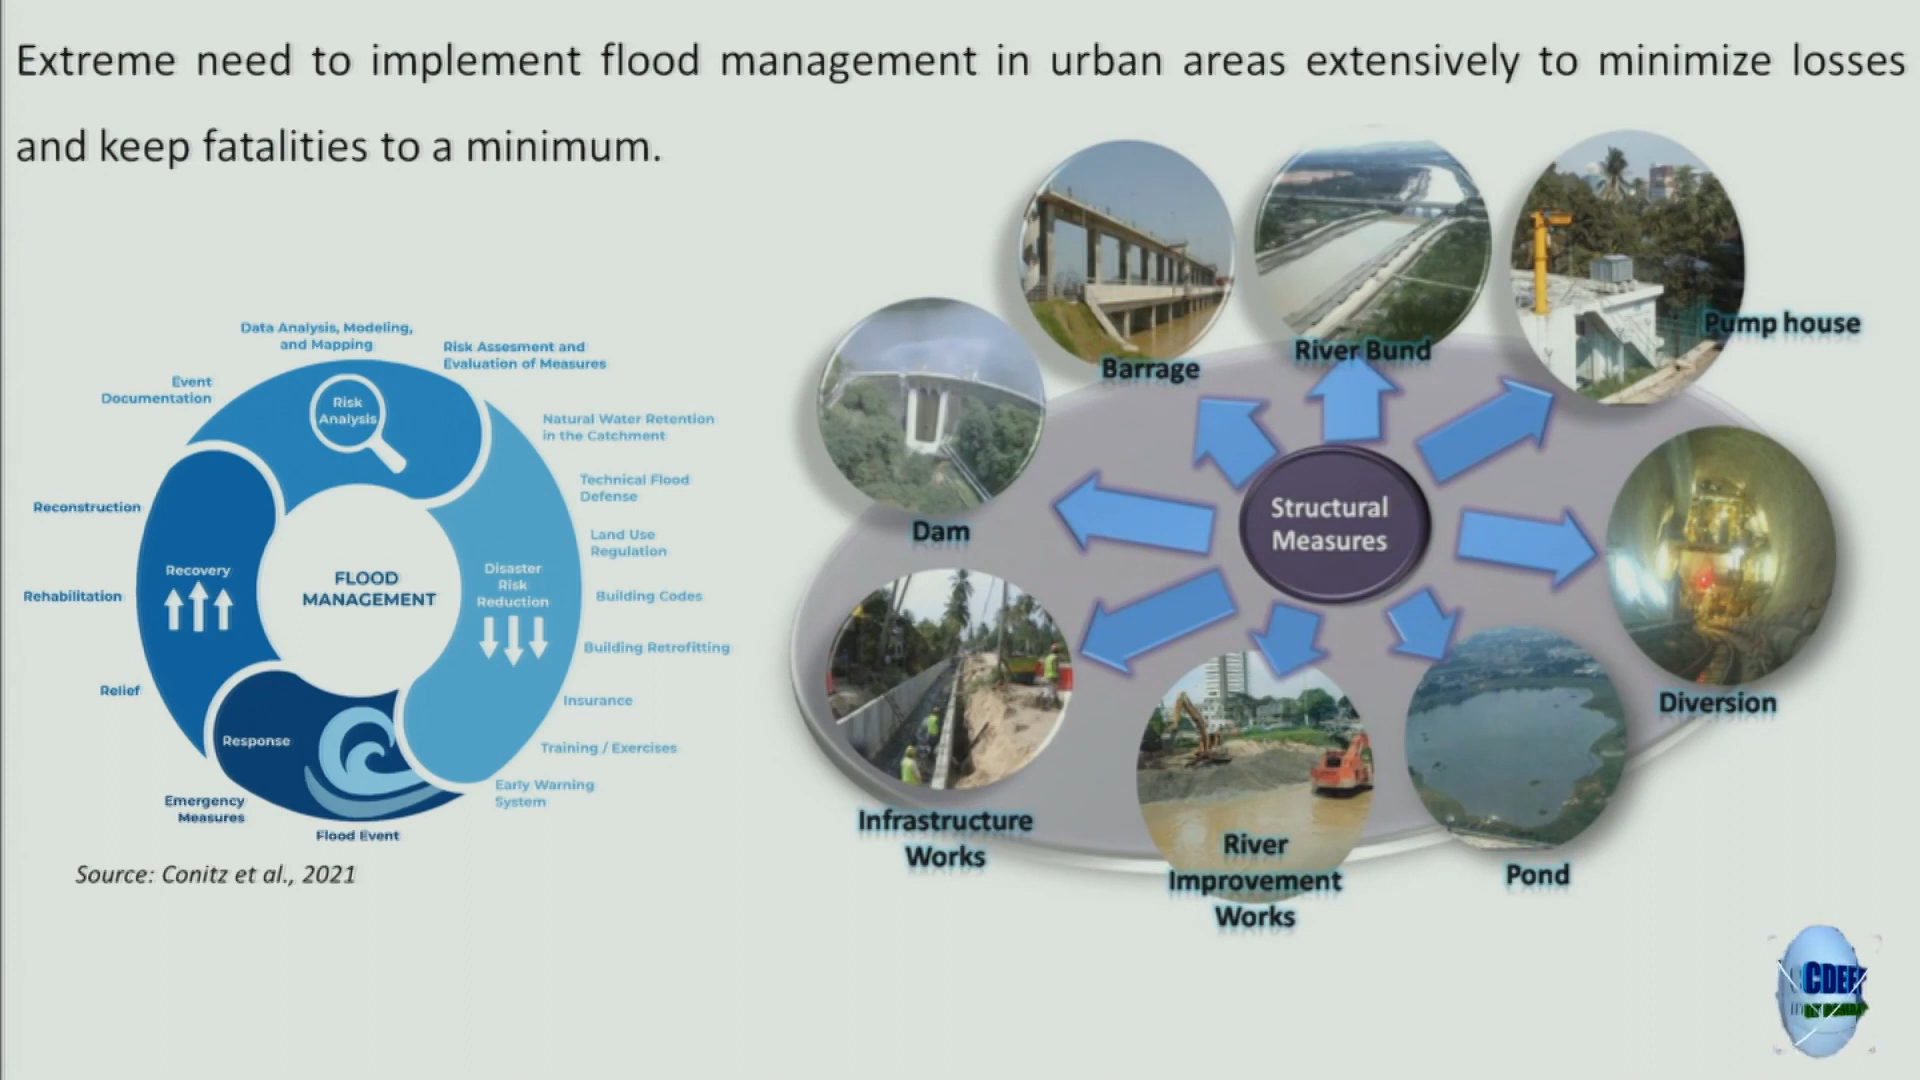 Extreme need to implement flood management in urban areas extensively to minimize losses
and keep fatalities to a minimum.
Data Analysis, Modeling,
and Mapping
Risk Assesment and
Evaluation of Measures
Event
Documentation
Risk
Analysis
Natural Water Retention
in the Catchment
Technical Flood
Defense
Reconstruction
Land Use
Regulation
Recovery
FLOOD
MANAGEMENT
Disaster
Risk
Reduction
Rehabilitation
Building Codes
Building Retrofitting
Relief
Insurance
Response
Training / Exercises
Early Warning
System
Emergency
Measures
Flood Event
Source: Conitz et al., 2021
Barrage
River Bund
Pump house
Dam
Structural
Measures
Diversion
Infrastructure
Works
River
Improvement
Works
Pond
CDEF